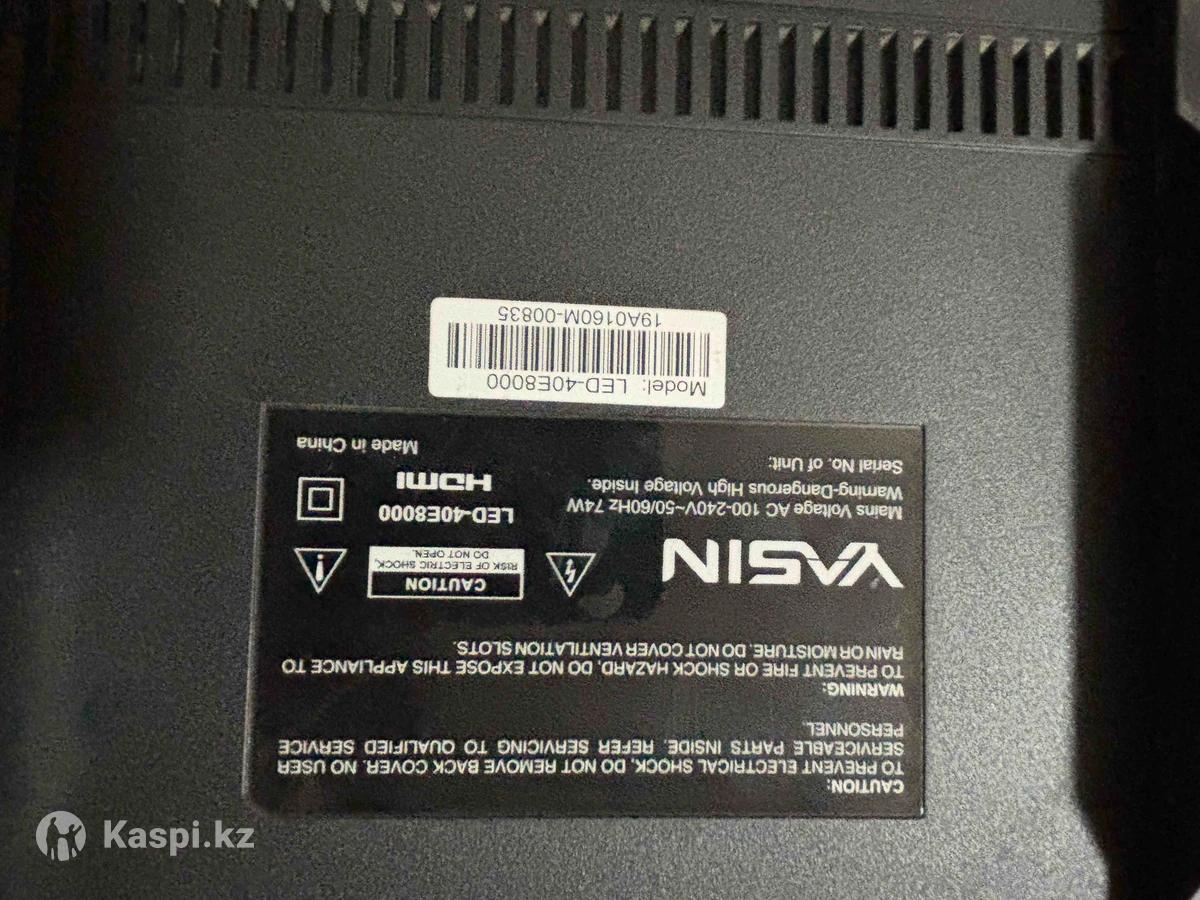 CAUTION:
TO PREVENT ELECTRICAL SHOCK, DO NOT REMOVE BACK COVER. NO USER
SERVICEABLE PARTS INSIDE. REFER SERVICING TO QUALIFIED SERVICE
PERSONNEL.
WARNING:
TO PREVENT FIRE OR SHOCK HAZARD, DO NOT EXPOSE THIS APPLIANCE TO
RAIN OR MOISTURE. DO NOT COVER VENTILATION SLOTS.
YASIN
CAUTION
RISK OF ELECTRIC SHOCK,
DO NOT OPEN.
Mains Voltage AC 100-240V~50/60Hz 74W
Warning-Dangerous High Voltage Inside.
Serial No. of Unit:
LED-40E8000
HDMI
Made in China
Model: LED-40E8000
19A0160M-00835
Kaspi.kz